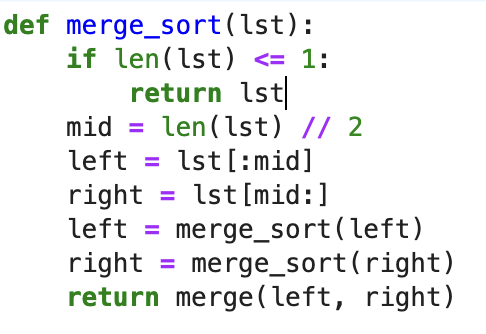 def merge_sort(lst):
    if len(lst) <= 1:
        return lst
    mid = len(lst) // 2
    left = lst[:mid]
    right = lst[mid:]
    left = merge_sort(left)
    right = merge_sort(right)
    return merge(left, right)